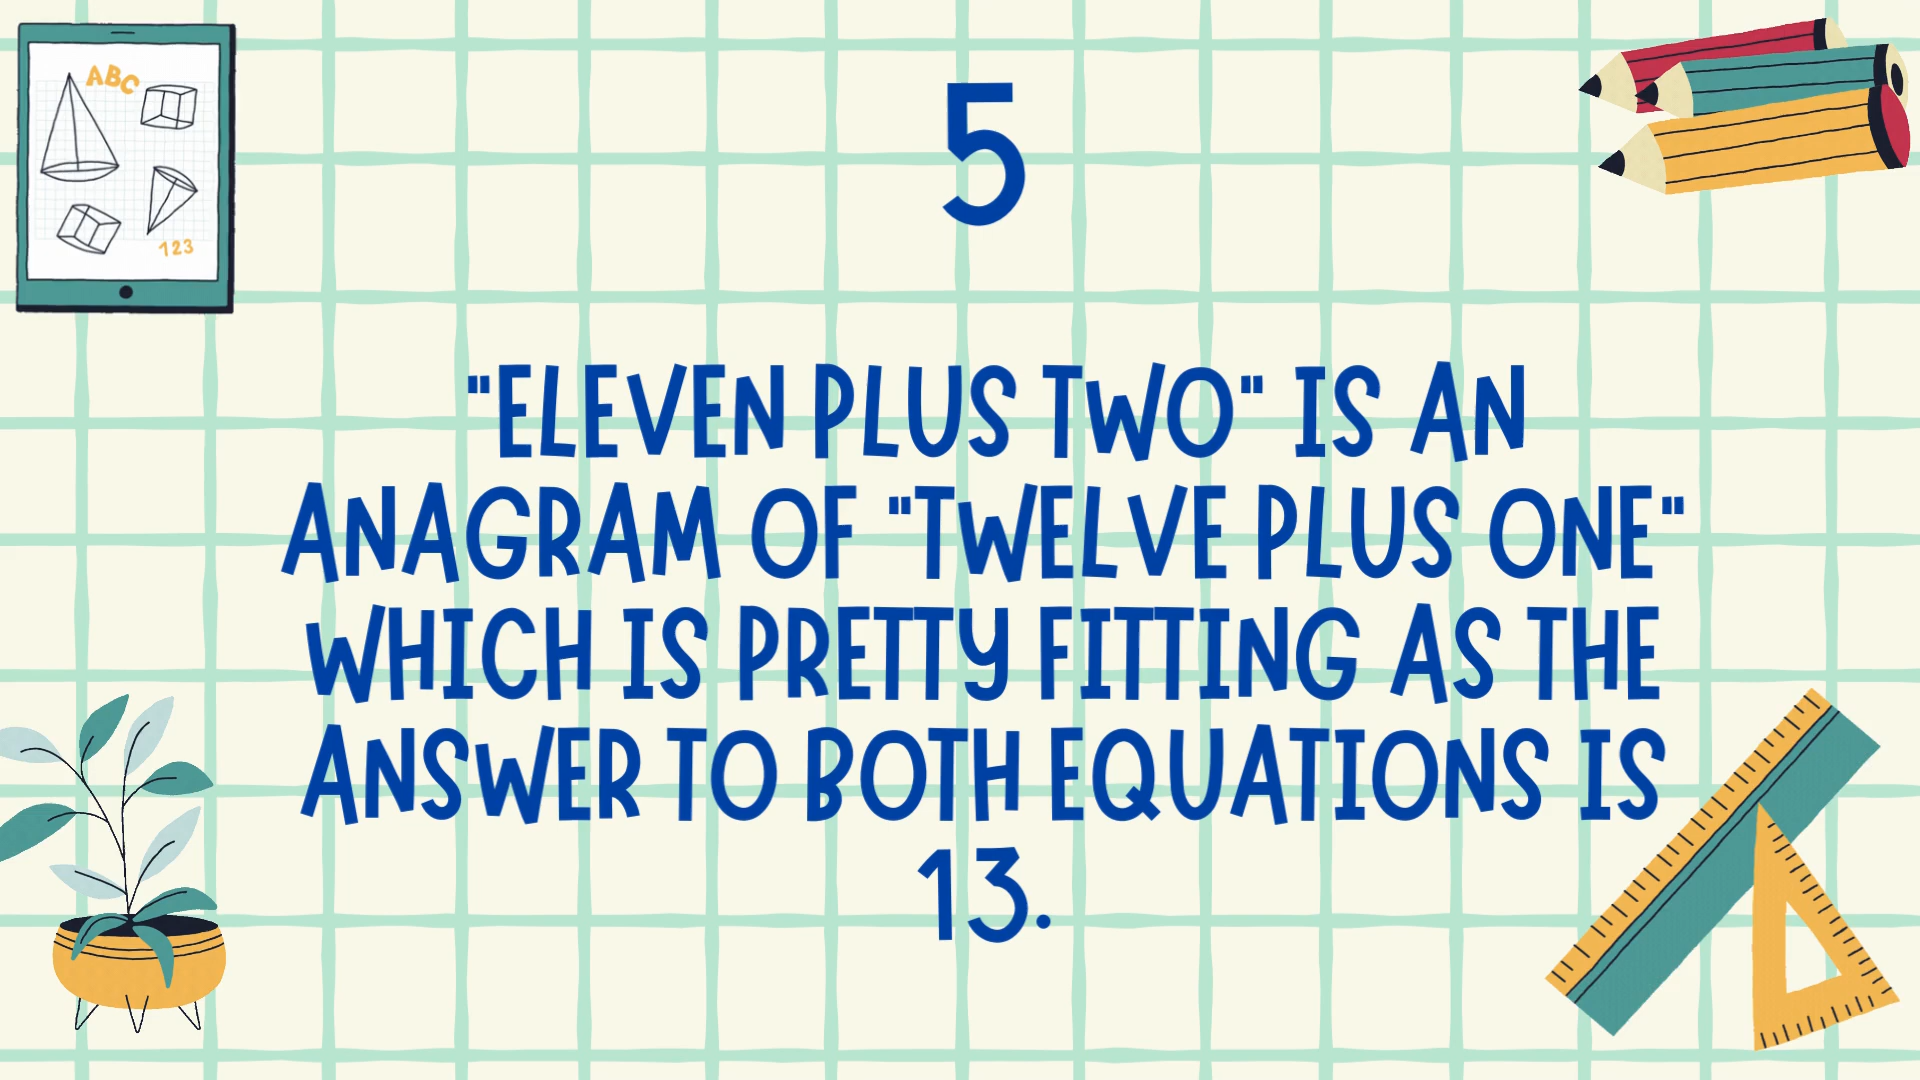 ABC
123
5
"ELEVEN PLUS TWO" IS AN
ANAGRAM OF "TWELVE PLUS ONE"
WHICH IS PRETTY FITTING AS THE
ANSWER TO BOTH EQUATIONS IS
13.